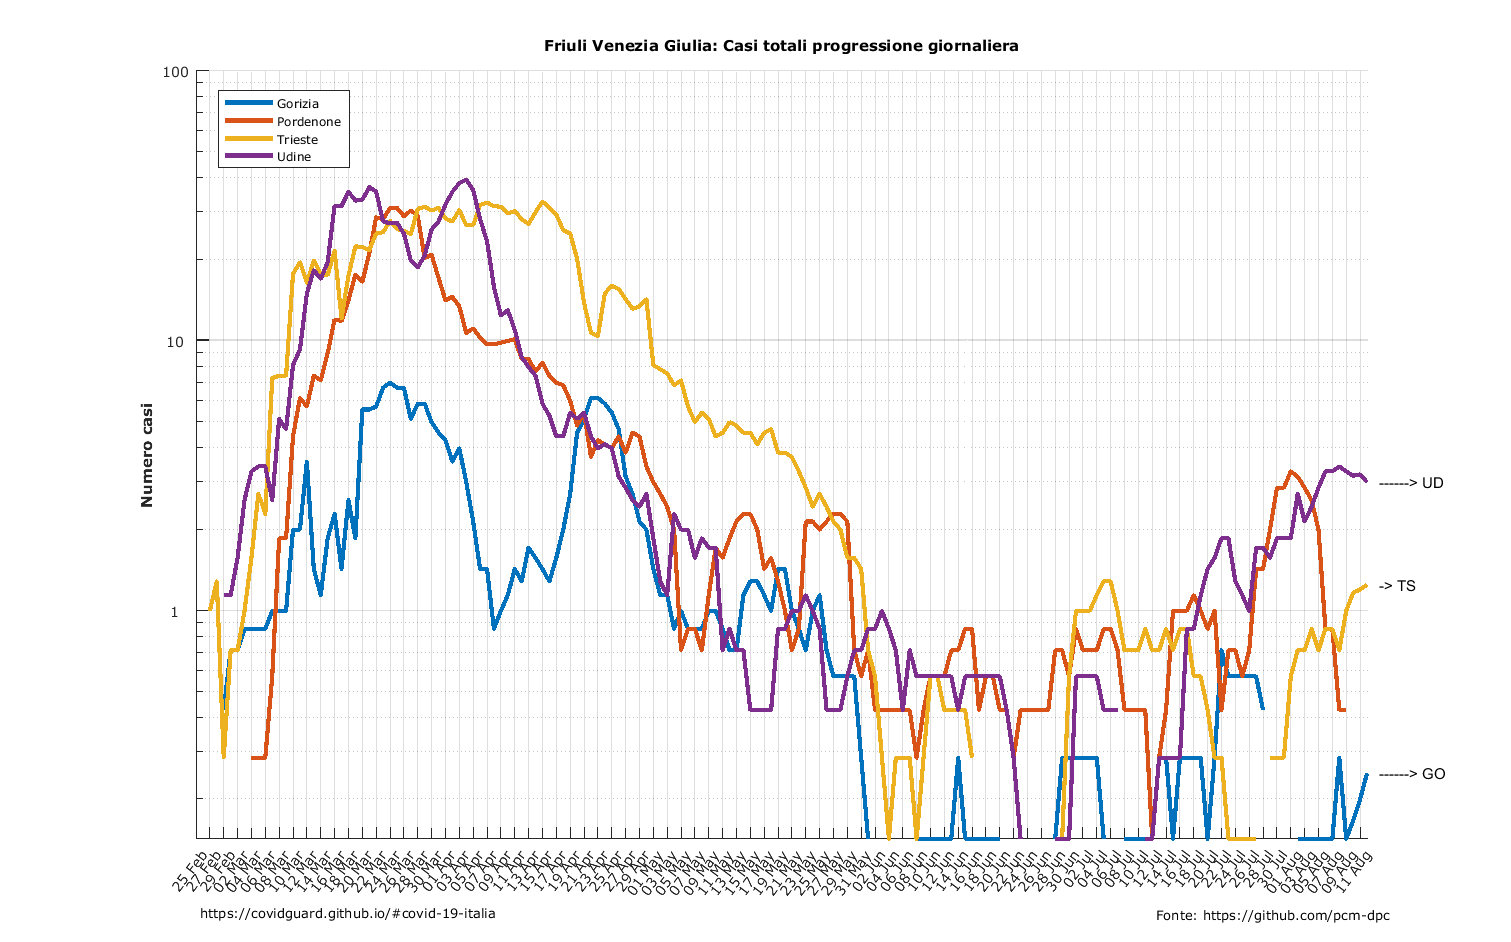 Friuli Venezia Giulia: Casi totali progressione giornaliera
100
10
1
Numero casi
Gorizia
Pordenone
Trieste
Udine
------> UD
-> TS
------> GO
25 Feb
27 Feb
29 Feb
02 Mar
04 Mar
06 Mar
08 Mar
10 Mar
12 Mar
14 Mar
16 Mar
18 Mar
20 Mar
22 Mar
24 Mar
26 Mar
28 Mar
30 Mar
01 Apr
03 Apr
05 Apr
07 Apr
09 Apr
11 Apr
13 Apr
15 Apr
17 Apr
19 Apr
21 Apr
23 Apr
25 Apr
27 Apr
29 Apr
01 May
03 May
05 May
07 May
09 May
11 May
13 May
15 May
17 May
19 May
21 May
23 May
25 May
27 May
29 May
31 May
02 Jun
04 Jun
06 Jun
08 Jun
10 Jun
12 Jun
14 Jun
16 Jun
18 Jun
20 Jun
22 Jun
24 Jun
26 Jun
28 Jun
30 Jun
02 Jul
04 Jul
06 Jul
08 Jul
10 Jul
12 Jul
14 Jul
16 Jul
18 Jul
20 Jul
22 Jul
24 Jul
26 Jul
28 Jul
30 Jul
01 Aug
03 Aug
05 Aug
07 Aug
09 Aug
11 Aug
https://covidguard.github.io/#covid-19-italia
Fonte: https://github.com/pcm-dpc